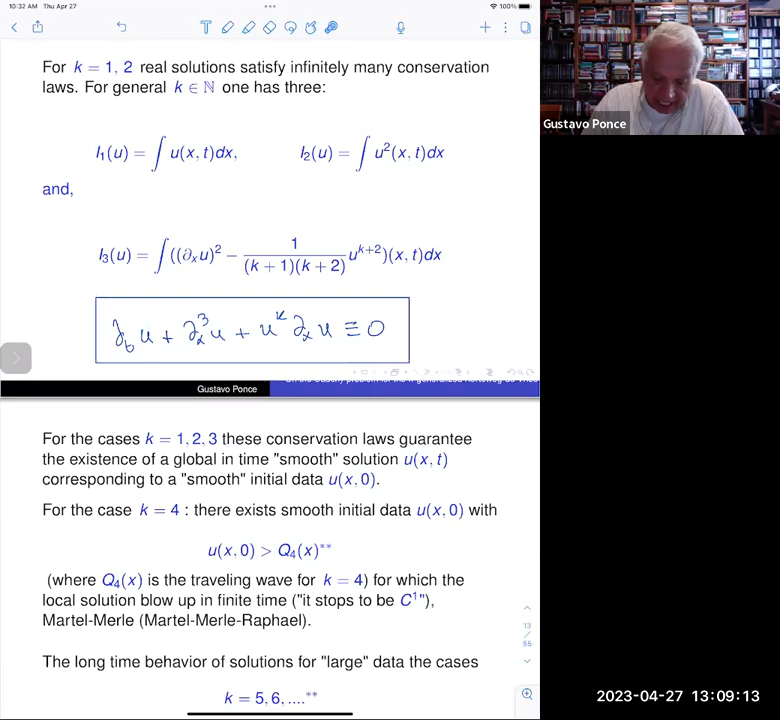 10:32 AM Thu Apr 27
100%
For k = 1, 2 real solutions satisfy infinitely many conservation
laws. For general k ∈ ℕ one has three:
I₁(u) = ∫ u(x, t)dx, I₂(u) = ∫ u²(x, t)dx
and,
I₃(u) = ∫((∂ₓu)² − 1/((k + 1)(k + 2)) u^{k+2})(x, t)dx
∂ₜu + ∂ₓ³u + u^k ∂ₓu ≡ 0
Gustavo Ponce
For the cases k = 1, 2, 3 these conservation laws guarantee
the existence of a global in time "smooth" solution u(x, t)
corresponding to a "smooth" initial data u(x, 0).
For the case k = 4 : there exists smooth initial data u(x, 0) with
u(x, 0) > Q₄(x)**
(where Q₄(x) is the traveling wave for k = 4) for which the
local solution blow up in finite time ("it stops to be C¹"),
Martel-Merle (Martel-Merle-Raphael).
The long time behavior of solutions for "large" data the cases
k = 5, 6, ....**
13
/
55
Gustavo Ponce
2023-04-27 13:09:13